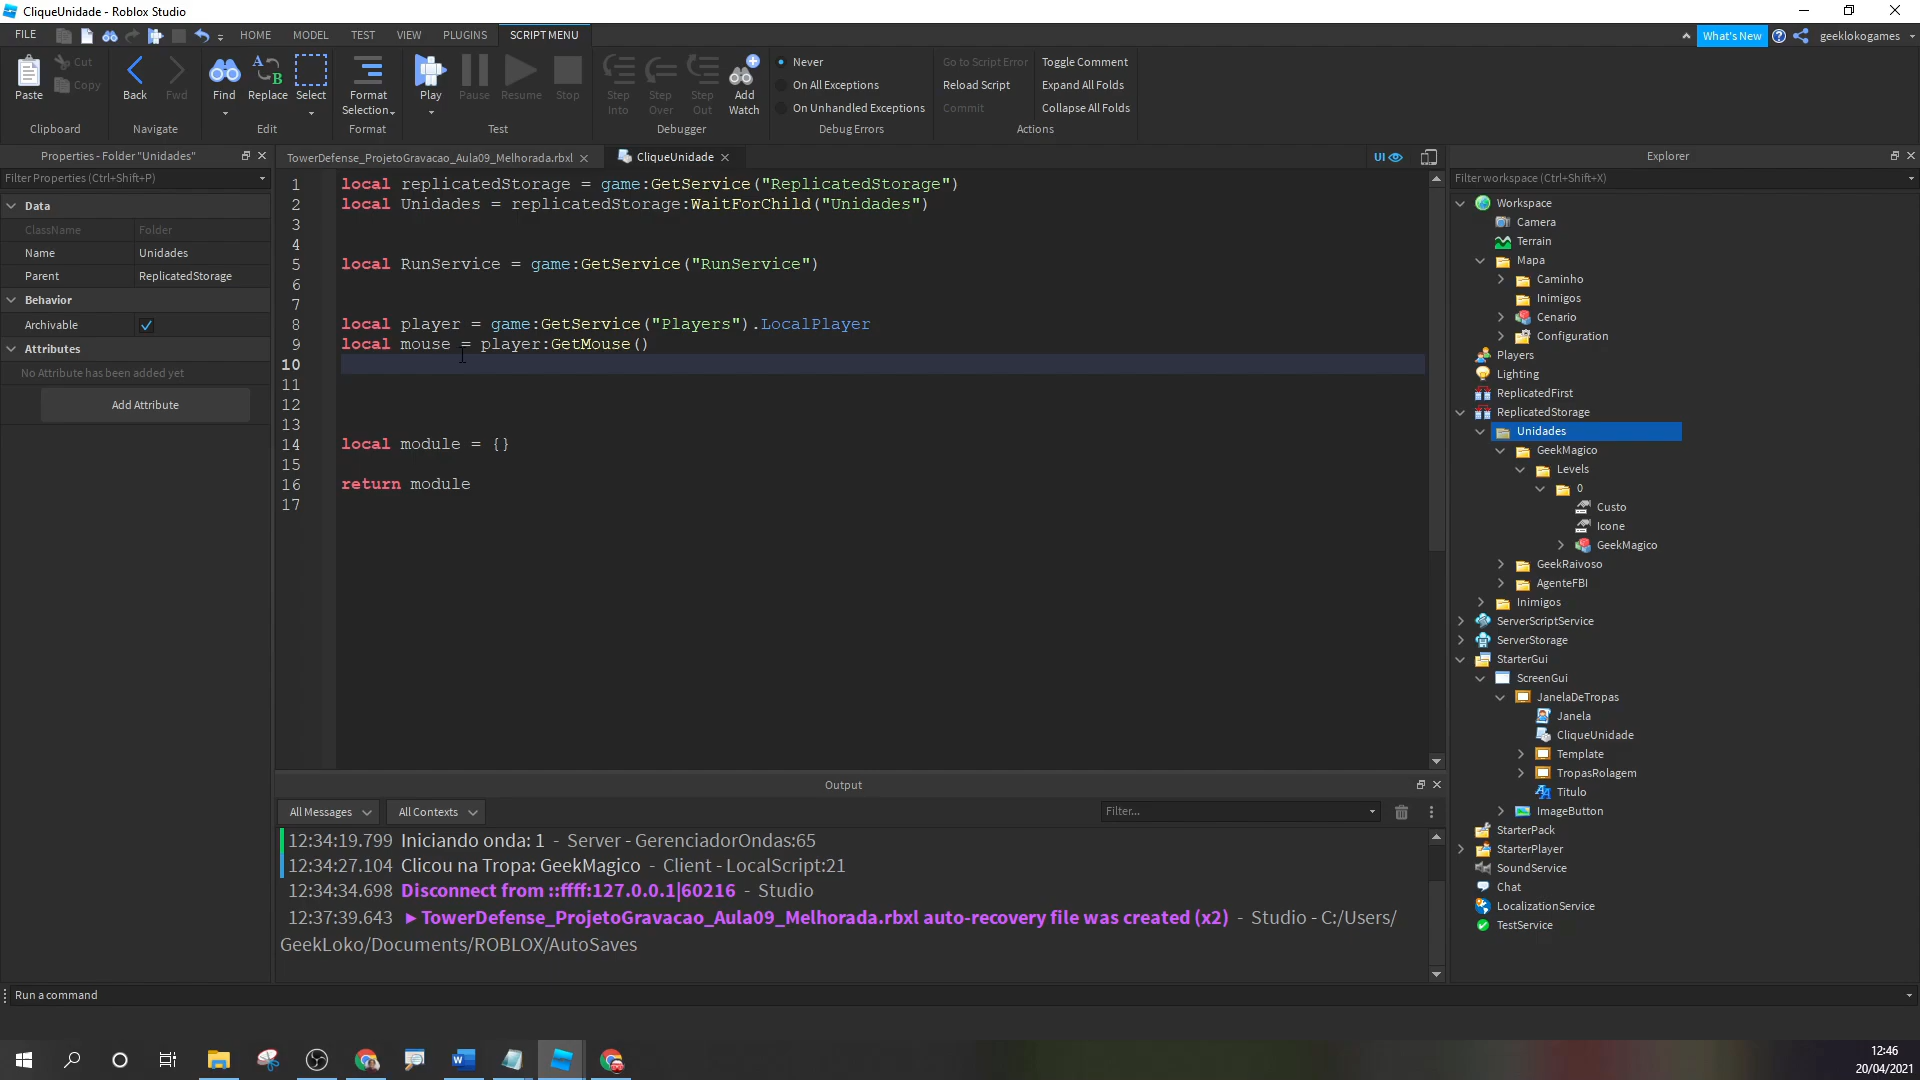 CliqueUnidade - Roblox Studio
FILE
HOME
MODEL
TEST
VIEW
PLUGINS
SCRIPT MENU
What's New
geeklokogames
Paste
Cut
Copy
Clipboard
Back
Fwd
Navigate
Find
Replace
Select
Edit
Format
Selection
Format
Play
Pause
Resume
Stop
Test
Step
Into
Step
Over
Step
Out
Add
Watch
Debugger
Never
On All Exceptions
On Unhandled Exceptions
Debug Errors
Go to Script Error
Reload Script
Commit
Toggle Comment
Expand All Folds
Collapse All Folds
Actions
Properties - Folder "Unidades"
Filter Properties (Ctrl+Shift+P)
Data
ClassName Folder
Name Unidades
Parent ReplicatedStorage
Behavior
Archivable
Attributes
No Attribute has been added yet
Add Attribute
TowerDefense_ProjetoGravacao_Aula09_Melhorada.rbxl
CliqueUnidade
UI
1 local replicatedStorage = game:GetService("ReplicatedStorage")
2 local Unidades = replicatedStorage:WaitForChild("Unidades")
3
4
5 local RunService = game:GetService("RunService")
6
7
8 local player = game:GetService("Players").LocalPlayer
9 local mouse = player:GetMouse()
10
11
12
13
14 local module = {}
15
16 return module
17
Output
All Messages
All Contexts
Filter...
12:34:19.799 Iniciando onda: 1 - Server - GerenciadorOndas:65
12:34:27.104 Clicou na Tropa: GeekMagico - Client - LocalScript:21
12:34:34.698 Disconnect from ::ffff:127.0.0.1|60216 - Studio
12:37:39.643 ▶ TowerDefense_ProjetoGravacao_Aula09_Melhorada.rbxl auto-recovery file was created (x2) - Studio - C:/Users/
GeekLoko/Documents/ROBLOX/AutoSaves
Explorer
Filter workspace (Ctrl+Shift+X)
Workspace
Camera
Terrain
Mapa
Caminho
Inimigos
Cenario
Configuration
Players
Lighting
ReplicatedFirst
ReplicatedStorage
Unidades
GeekMagico
Levels
0
Custo
Icone
GeekMagico
GeekRaivoso
AgenteFBI
Inimigos
ServerScriptService
ServerStorage
StarterGui
ScreenGui
JanelaDeTropas
Janela
CliqueUnidade
Template
TropasRolagem
Titulo
ImageButton
StarterPack
StarterPlayer
SoundService
Chat
LocalizationService
TestService
Run a command
12:46
20/04/2021